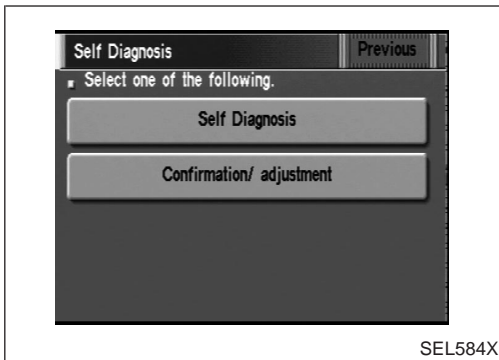 Self Diagnosis Previous
Select one of the following.
Self Diagnosis
Confirmation/ adjustment
SEL584X